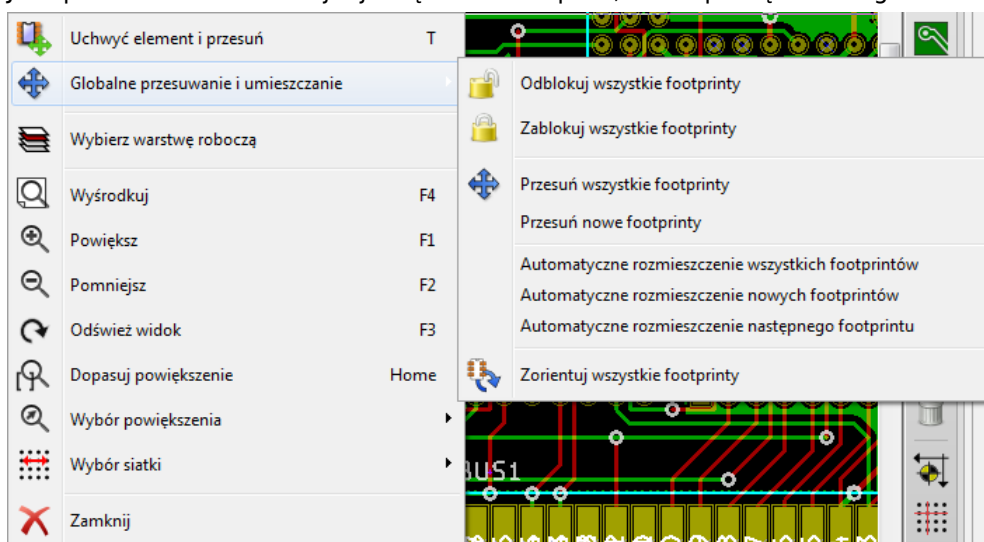 Uchwyć element i przesuń T
Globalne przesuwanie i umieszczanie
Wybierz warstwę roboczą
Wyśrodkuj F4
Powiększ F1
Pomniejsz F2
Odśwież widok F3
Dopasuj powiększenie Home
Wybór powiększenia
Wybór siatki
Zamknij
Odblokuj wszystkie footprinty
Zablokuj wszystkie footprinty
Przesuń wszystkie footprinty
Przesuń nowe footprinty
Automatyczne rozmieszczenie wszystkich footprintów
Automatyczne rozmieszczenie nowych footprintów
Automatyczne rozmieszczenie następnego footprintu
Zorientuj wszystkie footprinty
BUS1